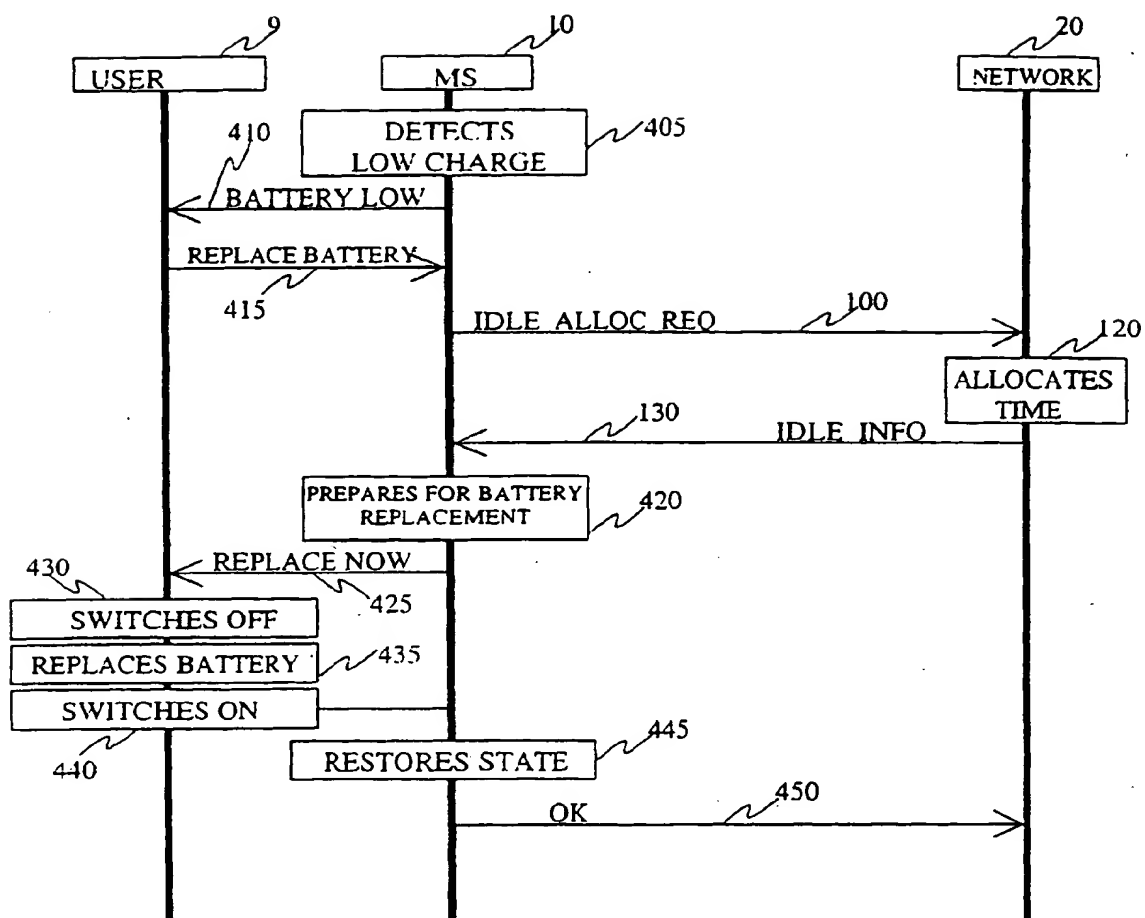 9
10
20
USER
MS
NETWORK
DETECTS
LOW CHARGE
405
410
BATTERY LOW
REPLACE BATTERY
415
IDLE ALLOC REQ
100
120
ALLOCATES
TIME
130
IDLE INFO
PREPARES FOR BATTERY
REPLACEMENT
420
REPLACE NOW
425
430
SWITCHES OFF
REPLACES BATTERY
435
SWITCHES ON
440
445
RESTORES STATE
OK
450